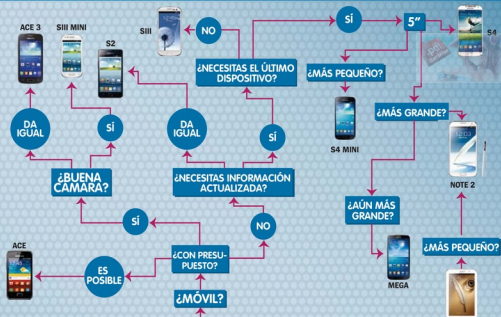 ACE 3
SIII MINI
S2
SIII
NO
SÍ
5”
S4
¿NECESITAS EL ÚLTIMO
DISPOSITIVO?
¿MÁS PEQUEÑO?
S4 MINI
¿MÁS GRANDE?
NOTE 2
DA
IGUAL
SÍ
DA
IGUAL
SÍ
¿BUENA
CÁMARA?
¿NECESITAS INFORMACIÓN
ACTUALIZADA?
¿AÚN MÁS
GRANDE?
MEGA
¿MÁS PEQUEÑO?
SÍ
NO
ACE
ES
POSIBLE
¿CON PRESU-
PUESTO?
¿MÓVIL?